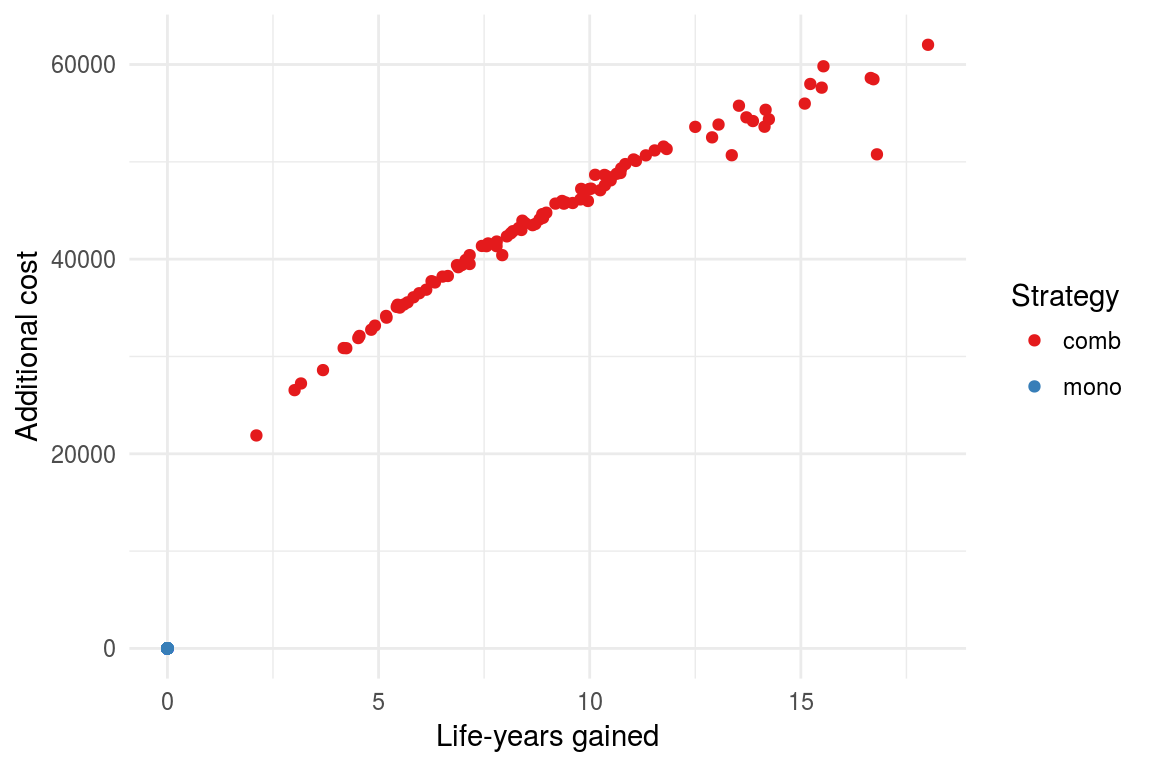 60000
40000
20000
0
0 5 10 15
Life-years gained
Additional cost
Strategy
comb
mono